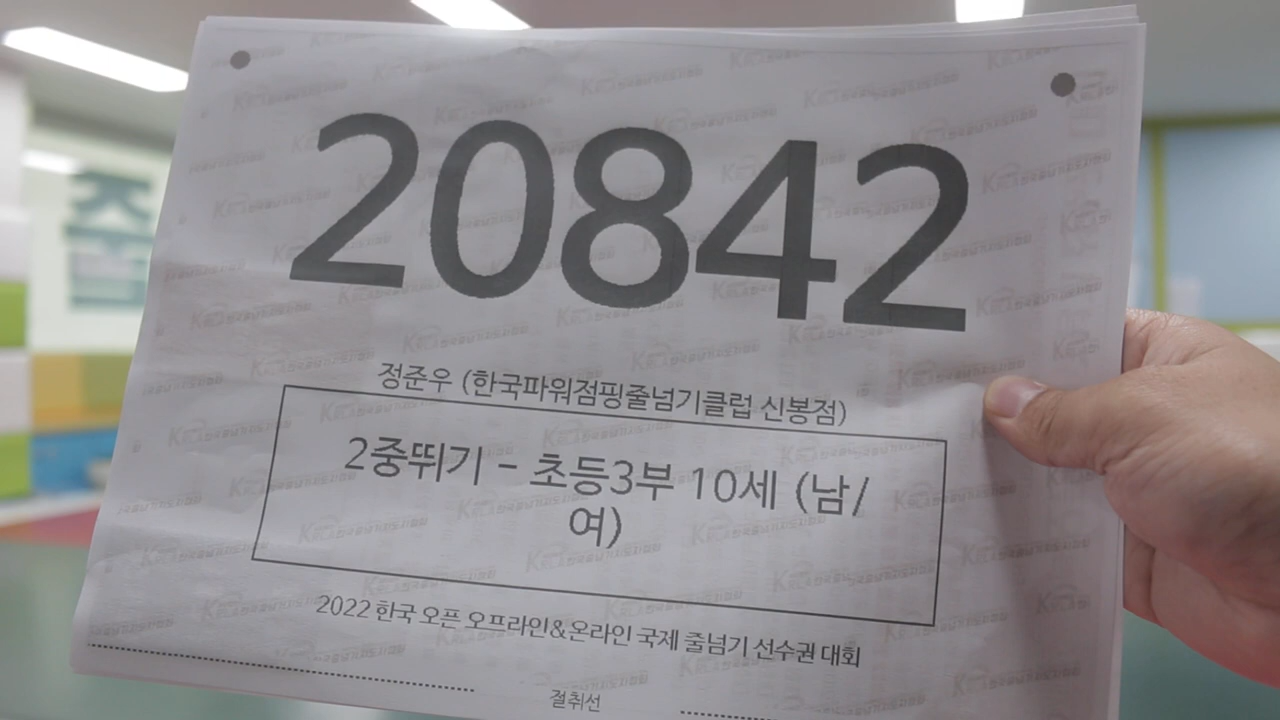 20842
정준우 (한국파워점핑줄넘기클럽 신봉점)
2중뛰기 - 초등3부 10세 (남/
여)
2022 한국 오픈 오프라인&온라인 국제 줄넘기 선수권 대회
절취선
줄